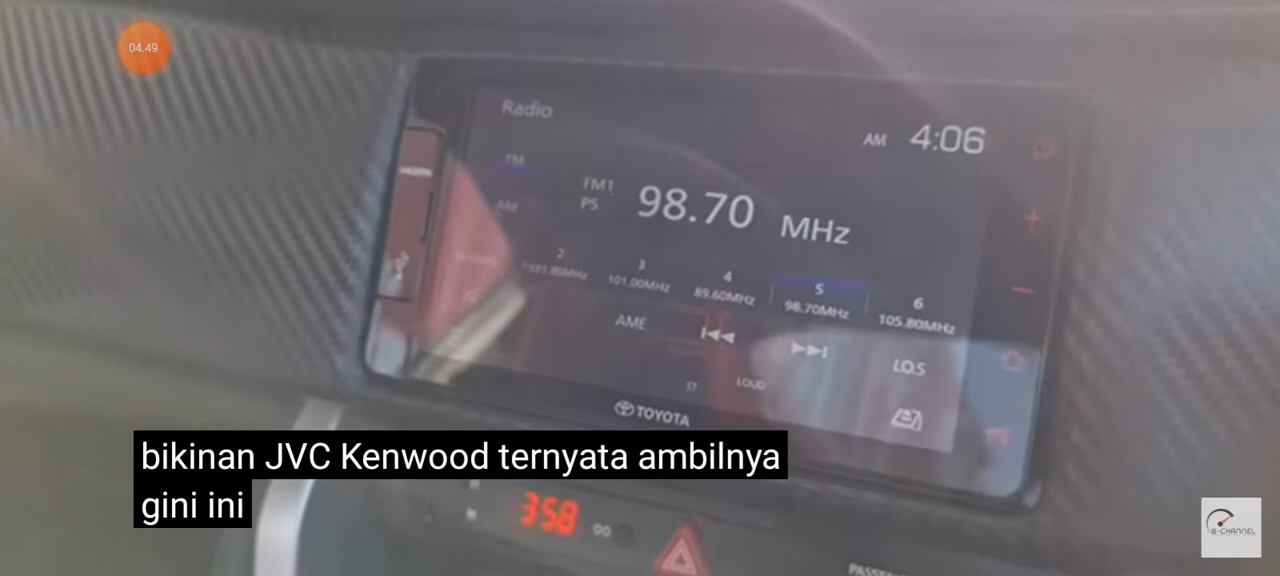 04.49
Radio
AM 4:06
FM
AM
FM1
PS
98.70 MHz
2
101.80MHz
3
101.00MHz
4
89.60MHz
5
98.70MHz
6
105.80MHz
AME
LO.S
ST
LOUD
TOYOTA
bikinan JVC Kenwood ternyata ambilnya
gini ini
358
B-CHANNEL